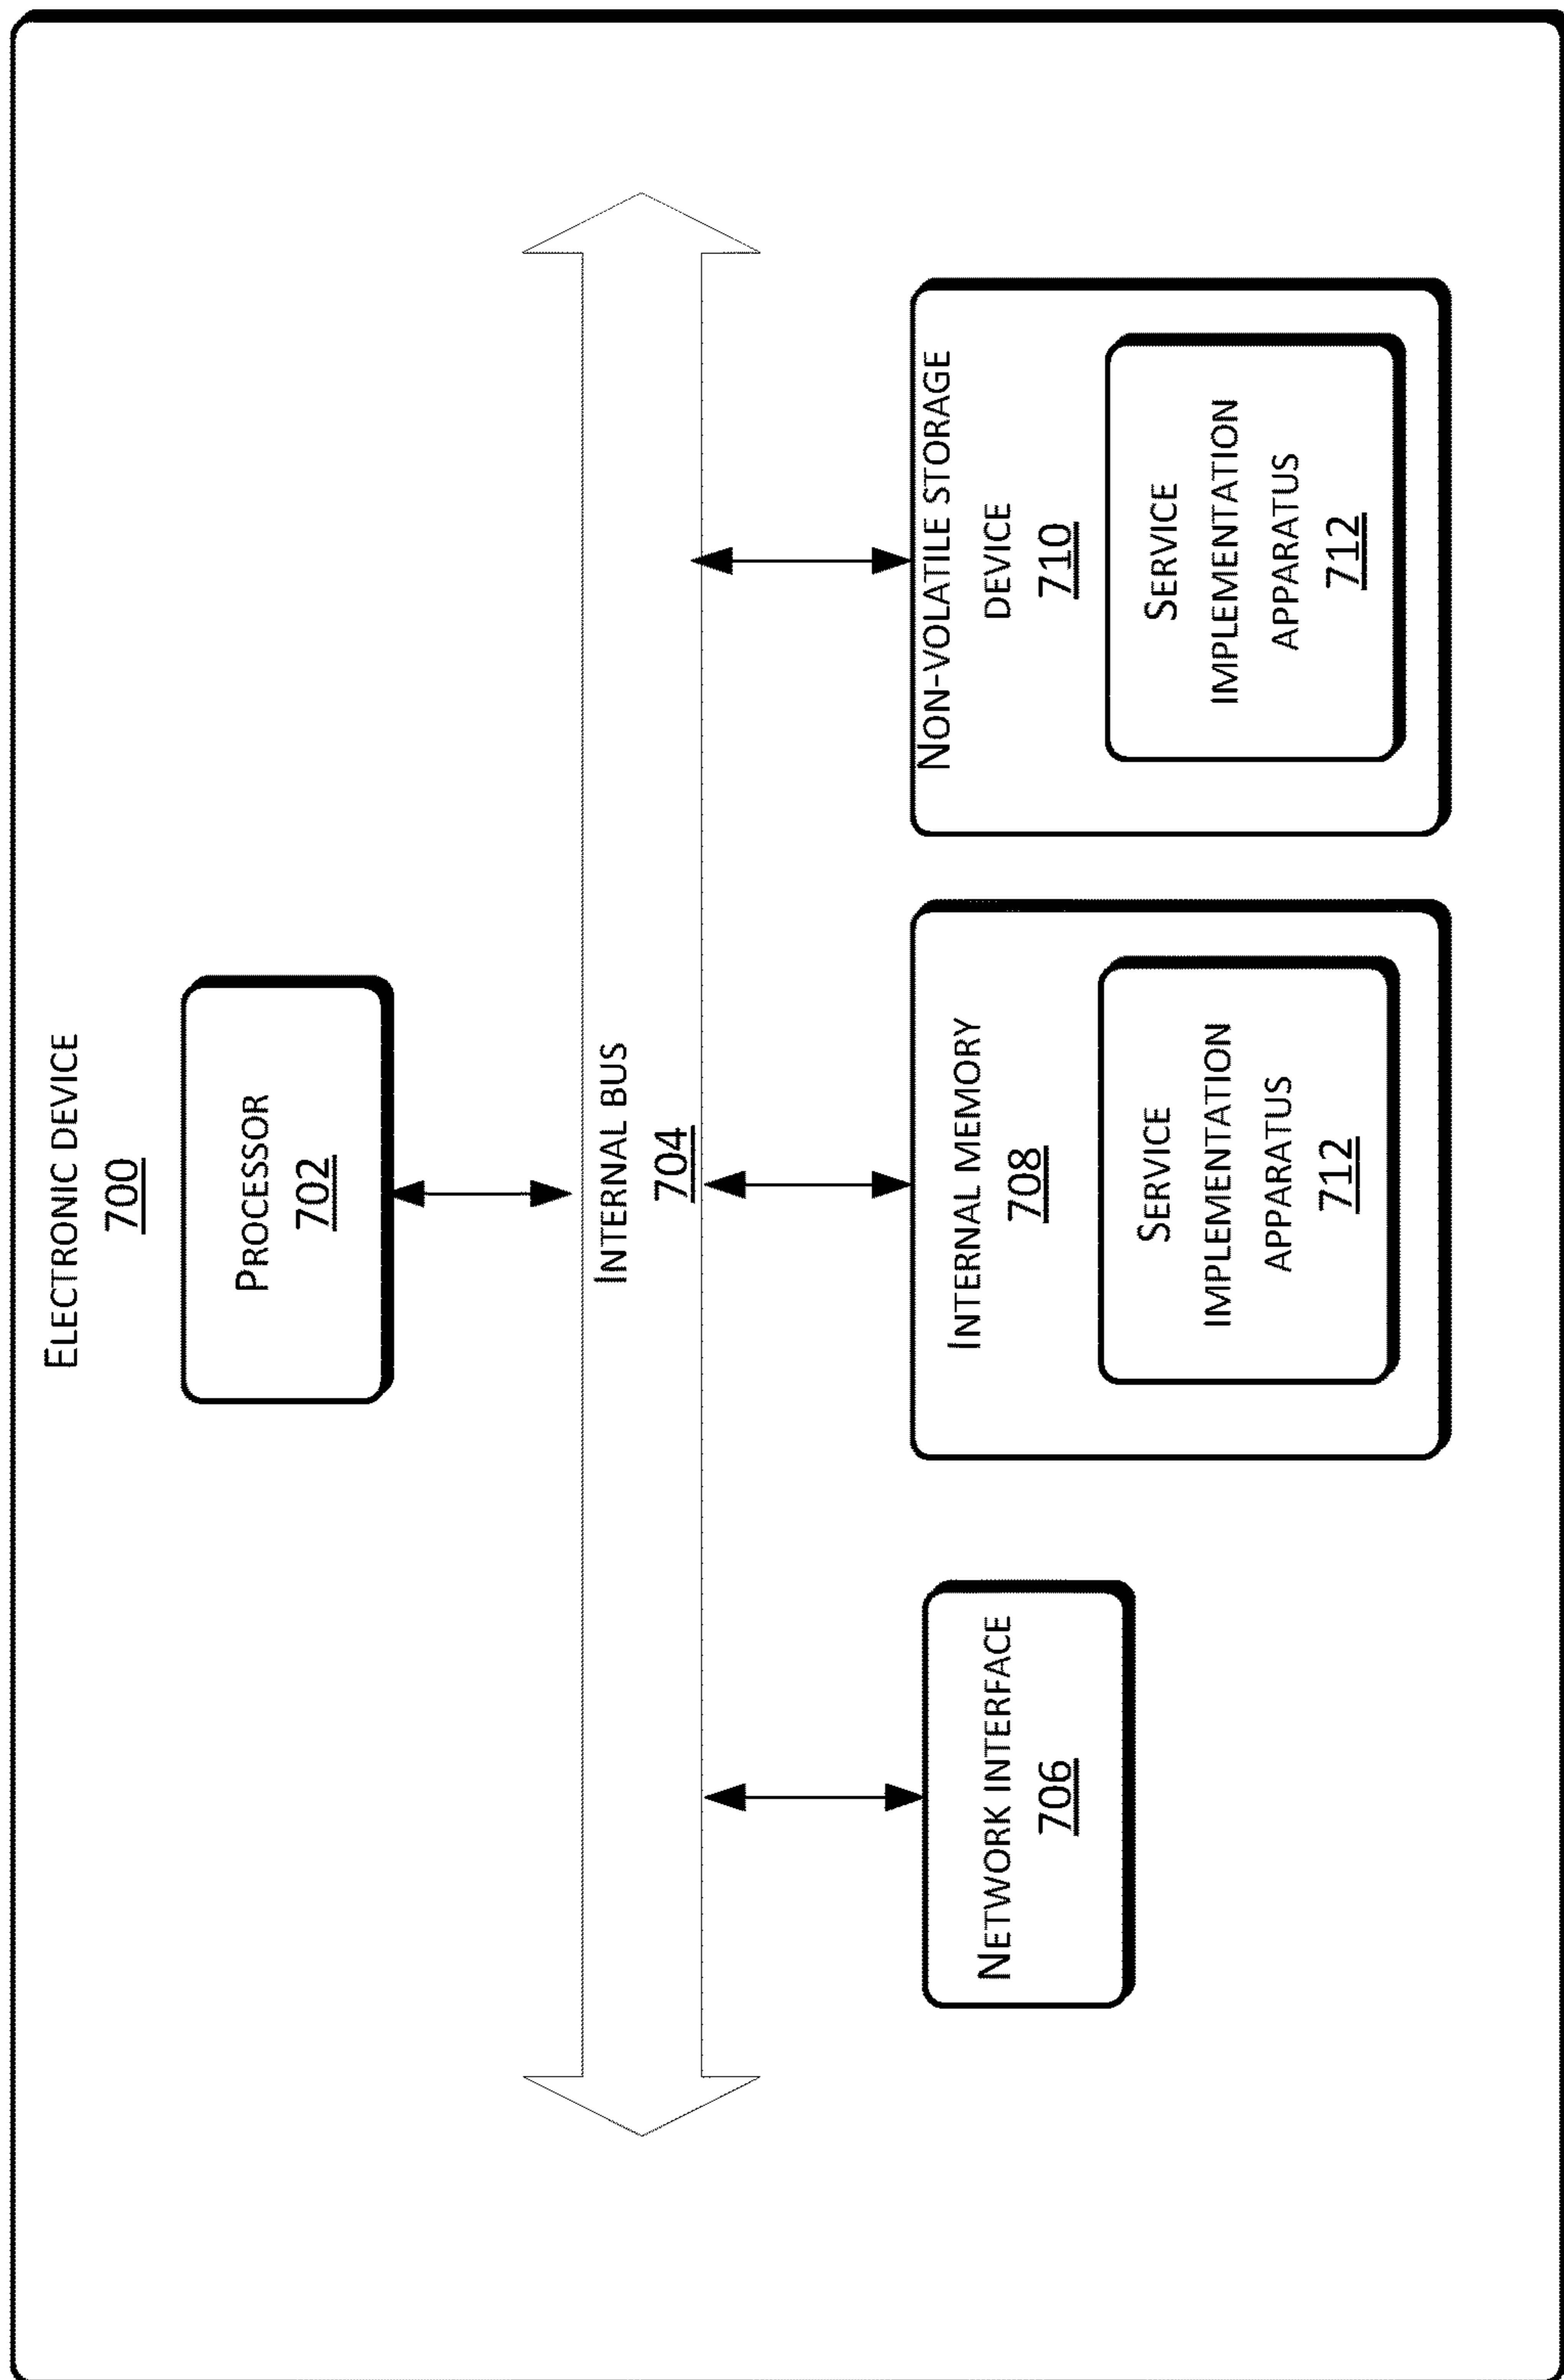 ELECTRONIC DEVICE
700
PROCESSOR
702
INTERNAL BUS
704
NETWORK INTERFACE
706
INTERNAL MEMORY
708
SERVICE
IMPLEMENTATION
APPARATUS
712
NON-VOLATILE STORAGE
DEVICE
710
SERVICE
IMPLEMENTATION
APPARATUS
712